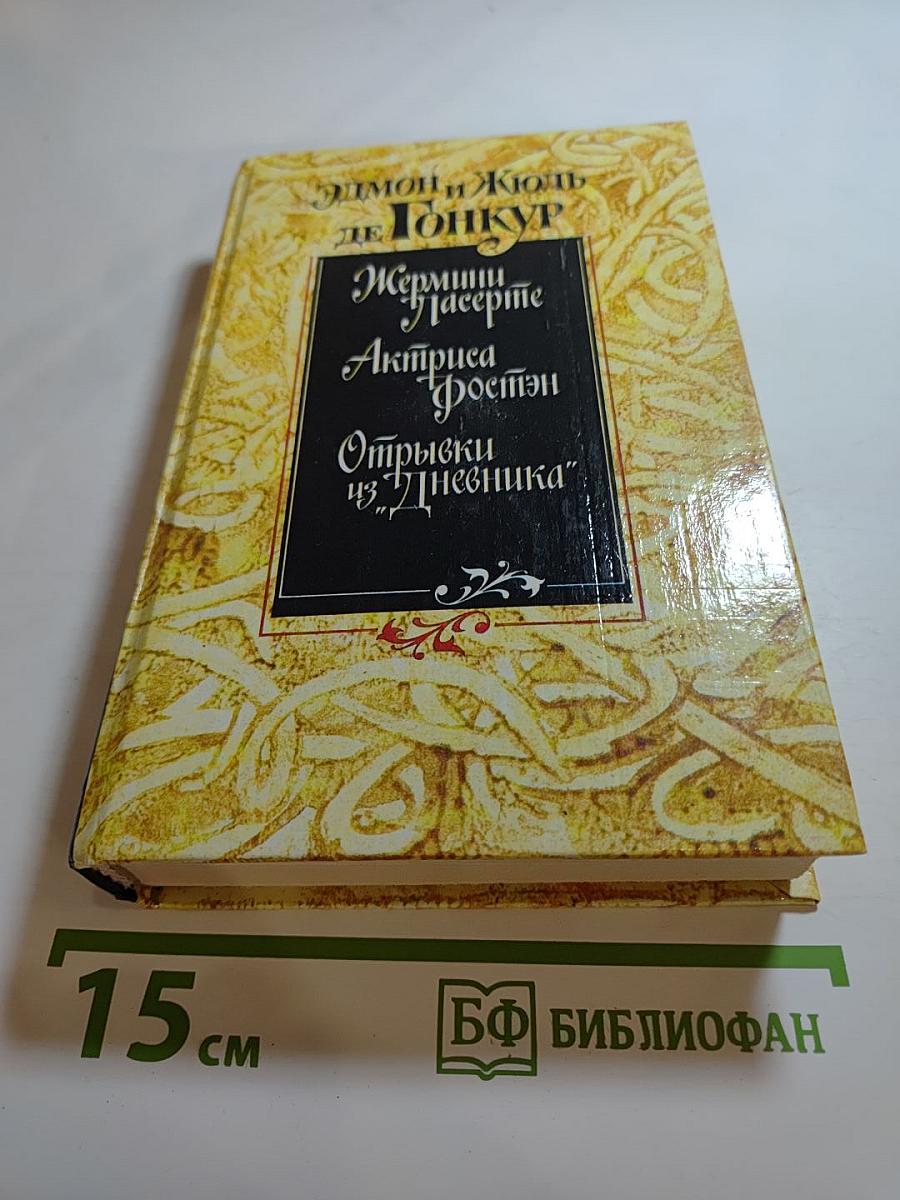 Эдмон и Жюль
де Гонкур
Жермини
Ласерте
Актриса
Фостэн
Отрывки
из „Дневника"
15 см
БФ БИБЛИОФАН